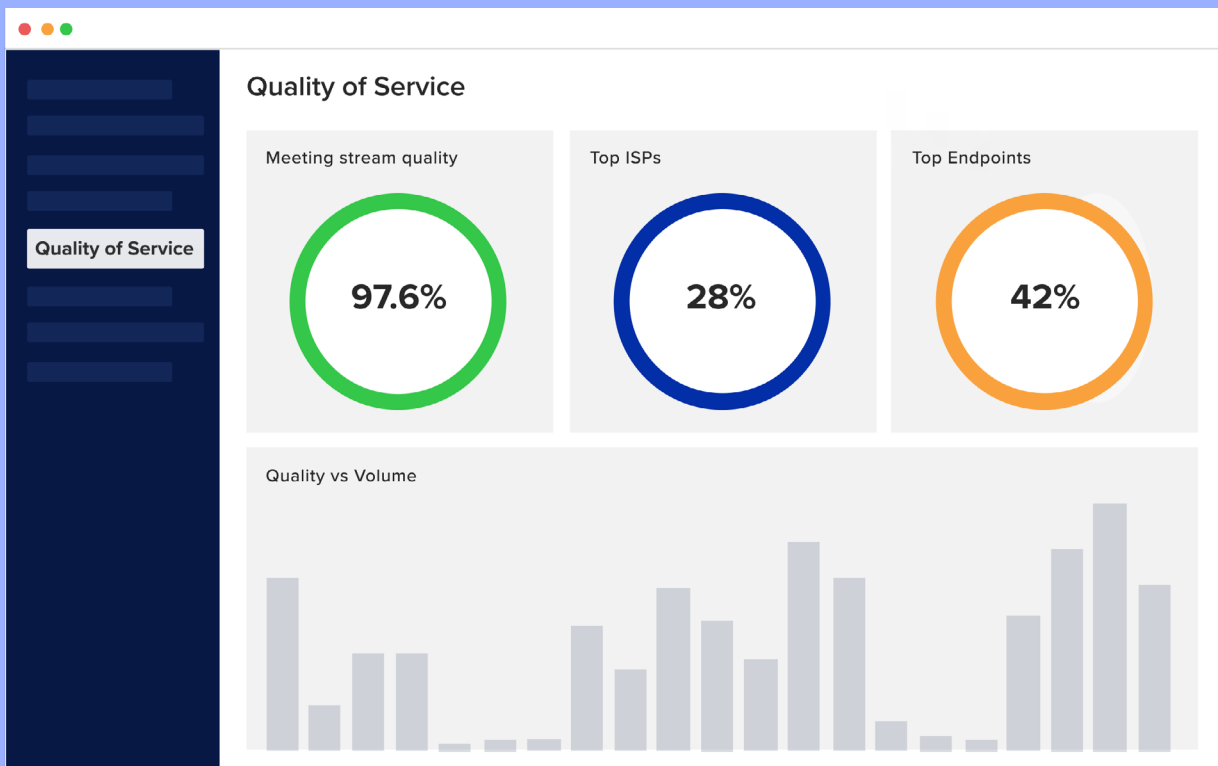 Quality of Service
Quality of Service
Meeting stream quality
Top ISPs
Top Endpoints
97.6%
28%
42%
Quality vs Volume